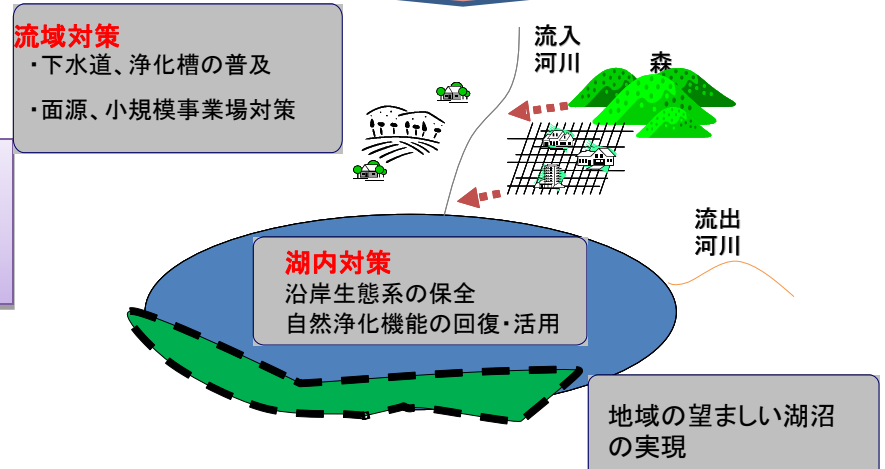 流域対策
・下水道、浄化槽の普及
・面源、小規模事業場対策
流入
河川
森
流出
河川
湖内対策
沿岸生態系の保全
自然浄化機能の回復・活用
地域の望ましい湖沼
の実現